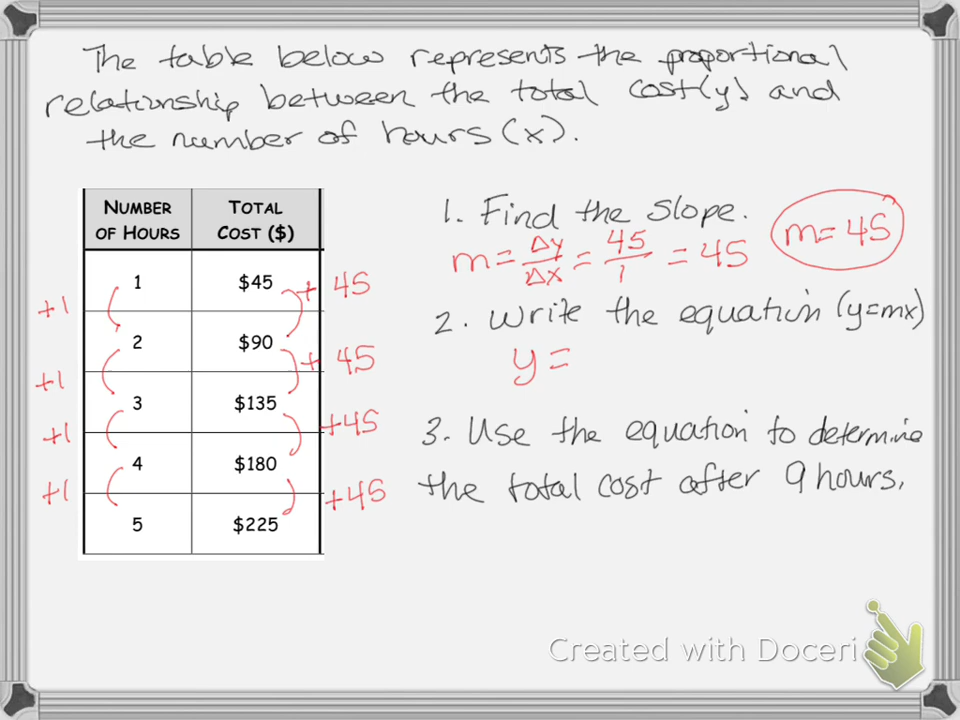 The table below represents the proportional
relationship between the total cost (y) and
the number of hours (x).
NUMBER OF HOURS TOTAL COST ($)
1 $45
2 $90
3 $135
4 $180
5 $225
+1 +45
+1 +45
+1 +45
+1 +45
1. Find the slope.
m = Δy/Δx = 45/1 = 45 m = 45
2. Write the equation (y=mx)
y =
3. Use the equation to determine
the total cost after 9 hours.
Created with Doceri